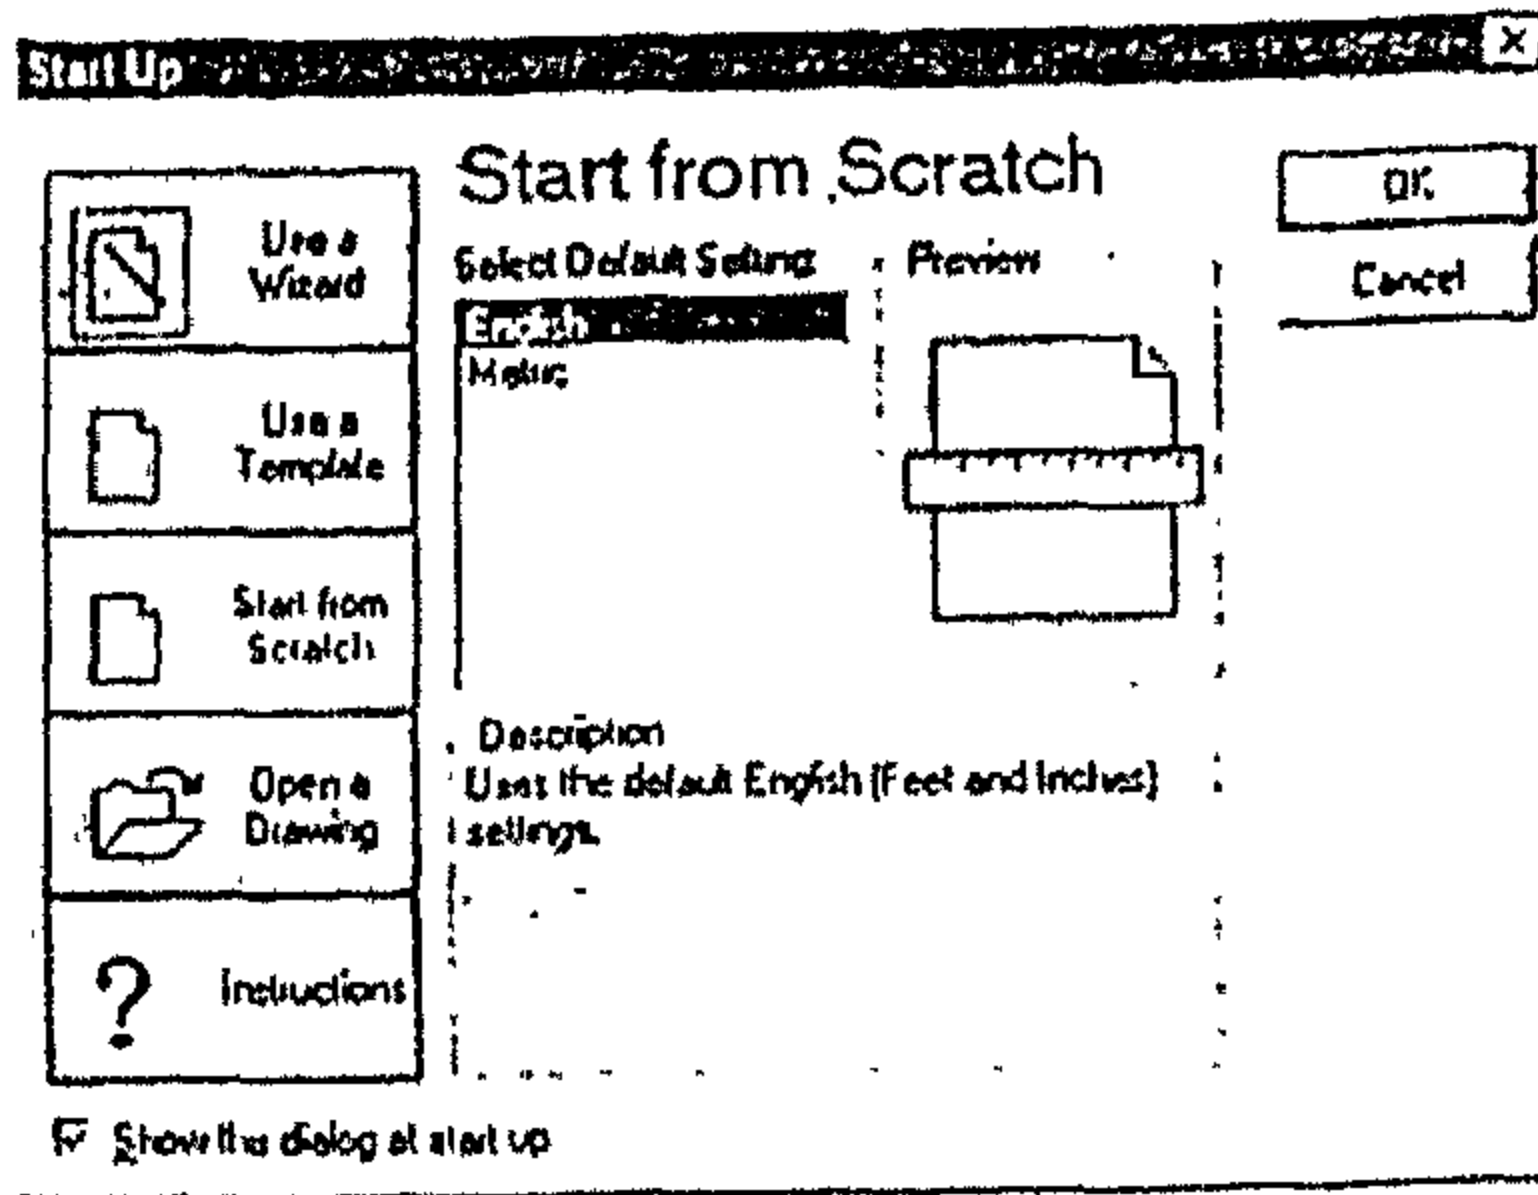 Start Up
Start from Scratch
OK
Cancel
Use a
Wizard
Use a
Template
Start from
Scratch
Open a
Drawing
Instructions
Select Default Setting:
English
Metric
Preview
Description
Uses the default English (Feet and Inches)
settings.
Show this dialog at start up